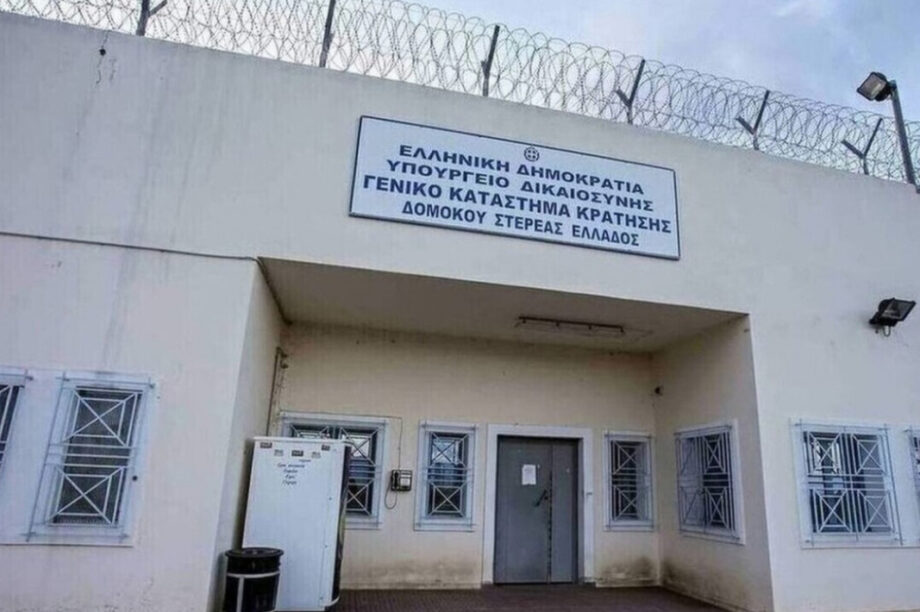 ΕΛΛΗΝΙΚΗ ΔΗΜΟΚΡΑΤΙΑ
ΥΠΟΥΡΓΕΙΟ ΔΙΚΑΙΟΣΥΝΗΣ
ΓΕΝΙΚΟ ΚΑΤΑΣΤΗΜΑ ΚΡΑΤΗΣΗΣ
ΔΟΜΟΚΟΥ ΣΤΕΡΕΑΣ ΕΛΛΑΔΟΣ